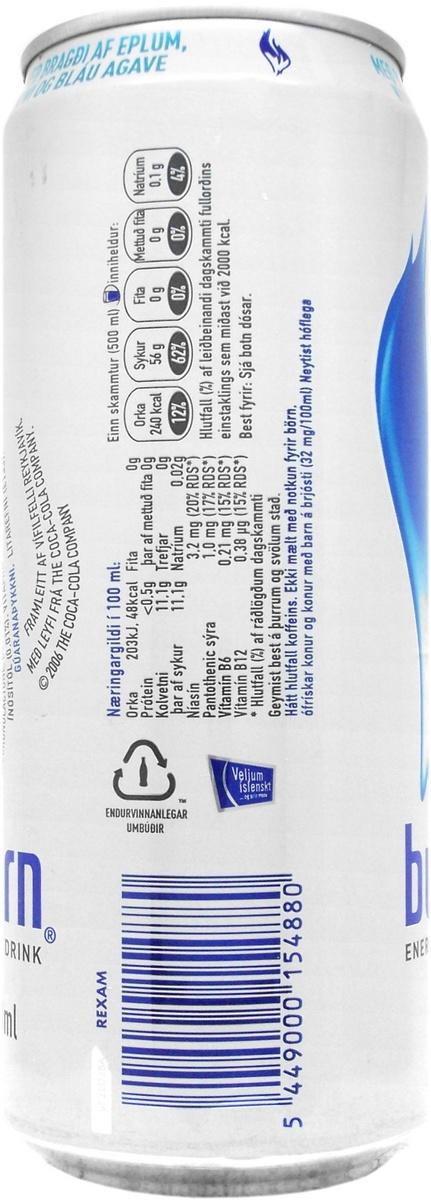 BRAGÐI AF EPLUM,
OG BLÁU AGAVE
GUARANAÞYKKNI.
FRAMLEITT AF VÍFILFELLI REYKJAVÍK.
MEÐ LEYFI FRÁ THE COCA-COLA COMPANY.
© 2006 THE COCA-COLA COMPANY
Næringargildi í 100 ml:
Orka 203kJ, 48kcal Fita 0g
Prótein <0.5g þar af mettuð fita 0g
Kolvetni 11.1g Trefjar 0g
þar af sykur 11.1g Natríum 0.02g
Níasín 3.2 mg (20% RDS*)
Pantothenic sýra 1.0 mg (17% RDS*)
Vítamín B6 0.21 mg (15% RDS*)
Vítamín B12 0.38 µg (15% RDS*)
* Hlutfall (%) af ráðlögðum dagskammti
Geymist best á þurrum og svölum stað.
Hátt hlutfall koffeins. Ekki mælt með notkun fyrir börn,
ófrískar konur og konur með barn á brjósti (32 mg/100ml) Neytist hóflega
Einn skammtur (500 ml) inniheldur:
Orka 240 kcal 12%
Sykur 56 g 62%
Fita 0 g 0%
Mettuð fita 0 g 0%
Natríum 0.1 g 4%
Hlutfall (%) af leiðbeinandi dagskammti fullorðins
einstaklings sem miðast við 2000 kcal.
Best fyrir: Sjá botn dósar.
ENDURVINNANLEGAR
UMBÚÐIR
™
Veljum
íslenskt
REXAM
5 449000 154880
rn®
DRINK
ml
bu
ENER